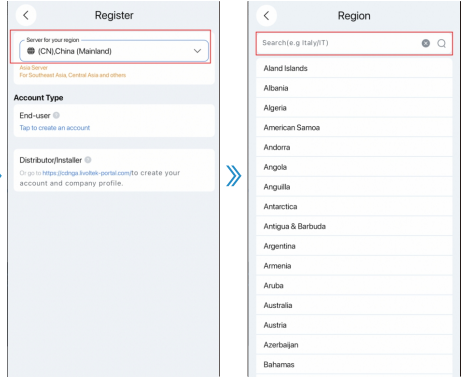 Register
Server for your region
(CN),China (Mainland)
Asia Server
For Southeast Asia, Central Asia and others
Account Type
End-user
Tap to create an account
Distributor/Installer
Or go to https://cdnga.livoltek-portal.com/to create your
account and company profile.
Region
Search(e.g Italy/IT)
Aland Islands
Albania
Algeria
American Samoa
Andorra
Angola
Anguilla
Antarctica
Antigua & Barbuda
Argentina
Armenia
Aruba
Australia
Austria
Azerbaijan
Bahamas